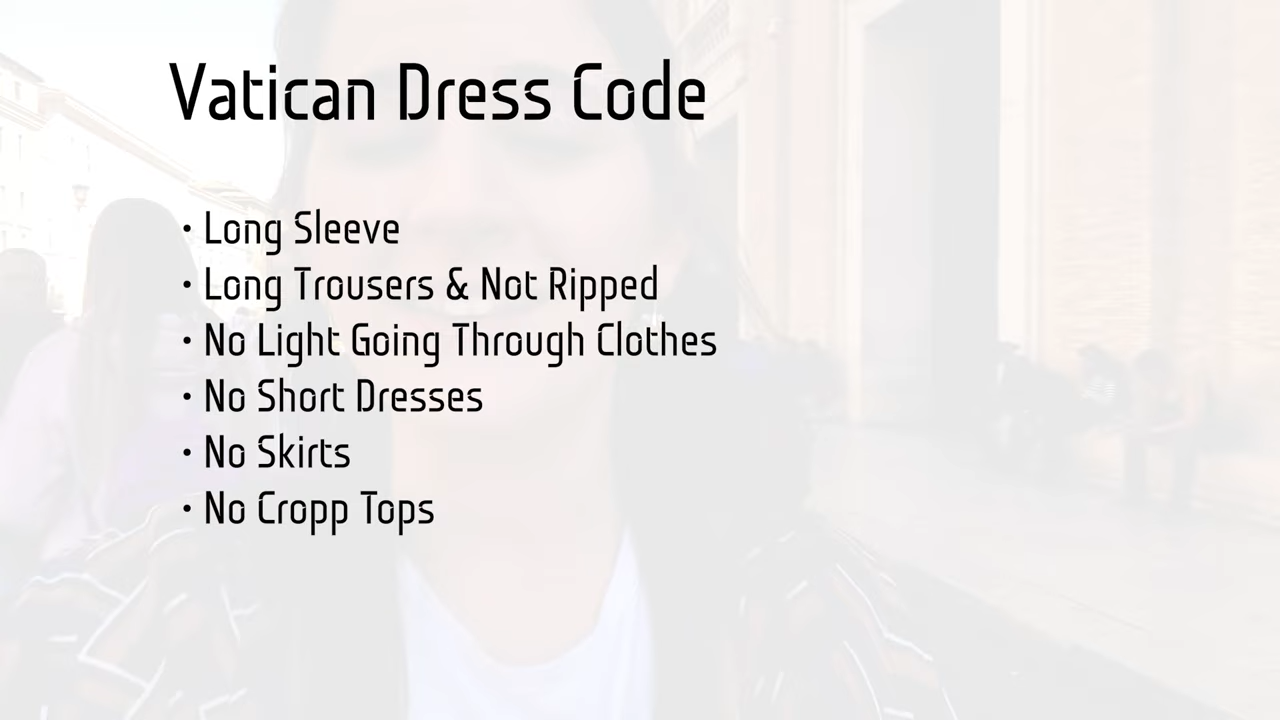 Vatican Dress Code
• Long Sleeve
• Long Trousers & Not Ripped
• No Light Going Through Clothes
• No Short Dresses
• No Skirts
• No Cropp Tops